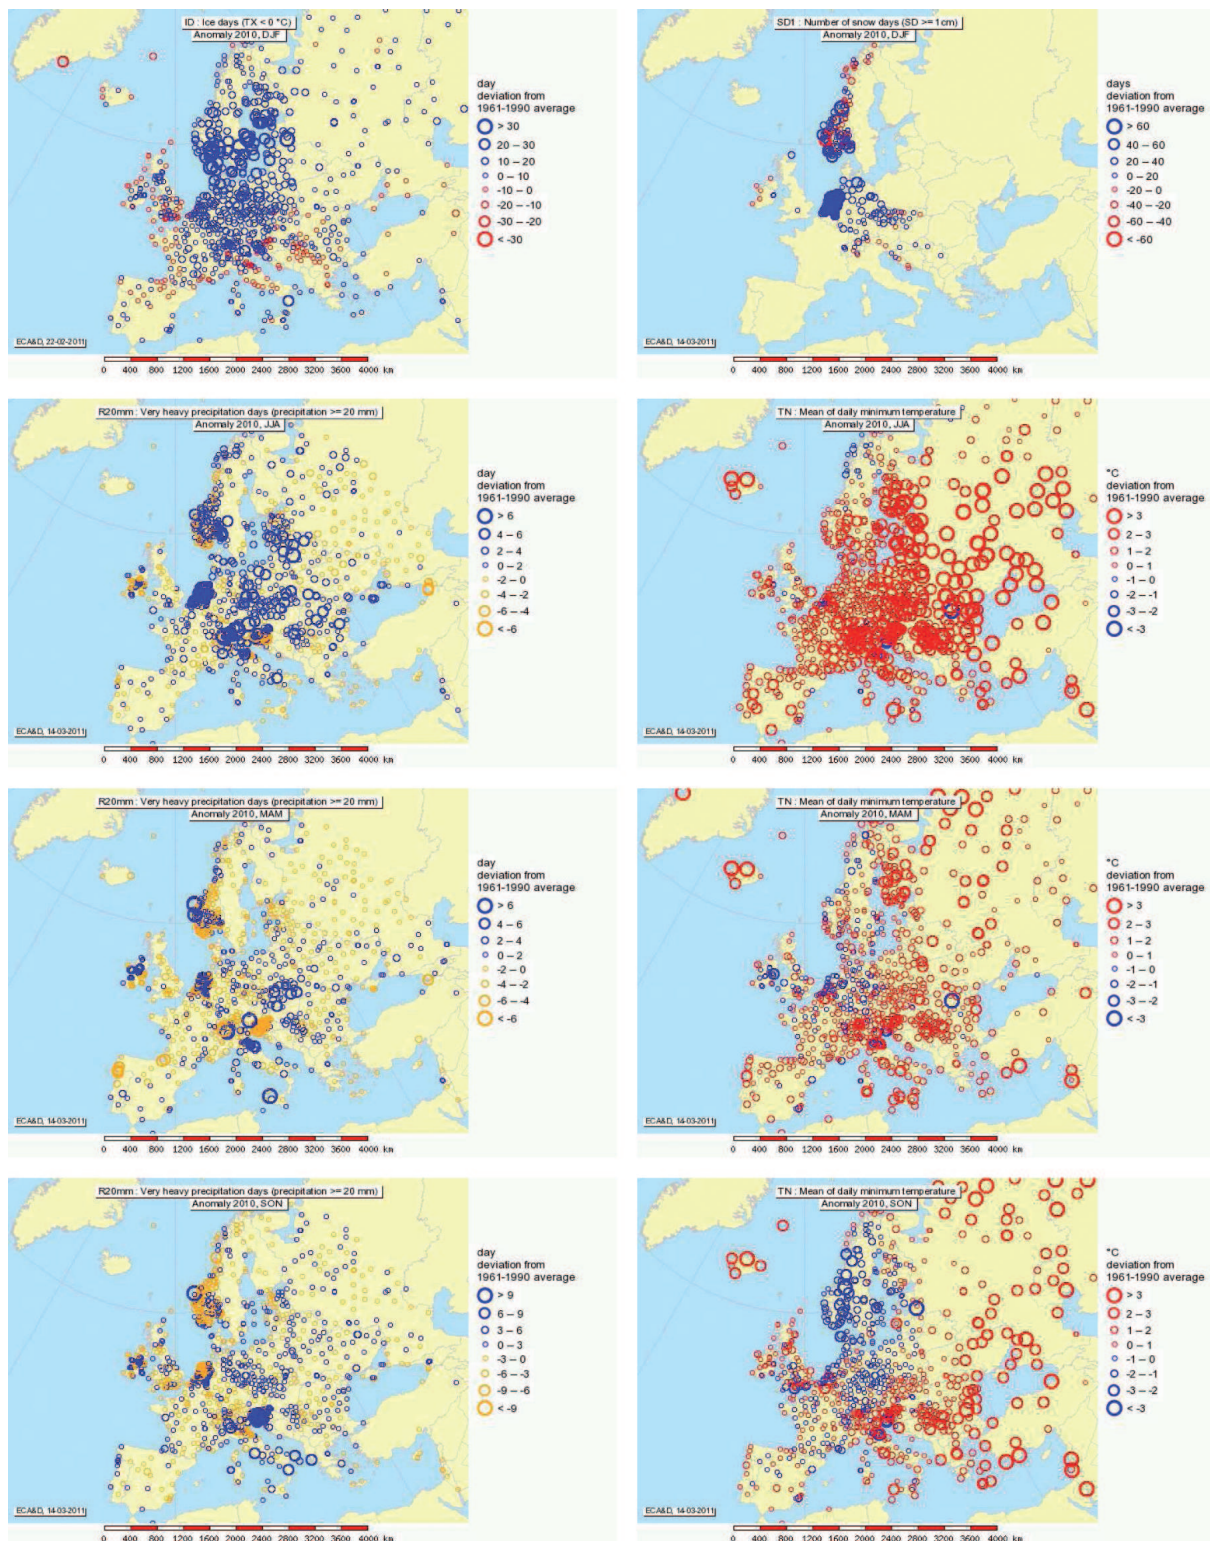 ID : Ice days (TX < 0 °C)
Anomaly 2010, DJF
day
deviation from
1961-1990 average
> 30
20 – 30
10 – 20
0 – 10
-10 – 0
-20 – -10
-30 – -20
< -30
ECA&D, 22-02-2011
0 400 800 1200 1600 2000 2400 2800 3200 3600 4000 km
SD1 : Number of snow days (SD >= 1cm)
Anomaly 2010, DJF
days
deviation from
1961-1990 average
> 60
40 – 60
20 – 40
0 – 20
-20 – 0
-40 – -20
-60 – -40
< -60
ECA&D, 14-03-2011
0 400 800 1200 1600 2000 2400 2800 3200 3600 4000 km
R20mm : Very heavy precipitation days (precipitation >= 20 mm)
Anomaly 2010, JJA
day
deviation from
1961-1990 average
> 6
4 – 6
2 – 4
0 – 2
-2 – 0
-4 – -2
-6 – -4
< -6
ECA&D, 14-03-2011
0 400 800 1200 1600 2000 2400 2800 3200 3600 4000 km
TN : Mean of daily minimum temperature
Anomaly 2010, JJA
°C
deviation from
1961-1990 average
> 3
2 – 3
1 – 2
0 – 1
-1 – 0
-2 – -1
-3 – -2
< -3
ECA&D, 14-03-2011
0 400 800 1200 1600 2000 2400 2800 3200 3600 4000 km
R20mm : Very heavy precipitation days (precipitation >= 20 mm)
Anomaly 2010, MAM
day
deviation from
1961-1990 average
> 6
4 – 6
2 – 4
0 – 2
-2 – 0
-4 – -2
-6 – -4
< -6
ECA&D, 14-03-2011
0 400 800 1200 1600 2000 2400 2800 3200 3600 4000 km
TN : Mean of daily minimum temperature
Anomaly 2010, MAM
°C
deviation from
1961-1990 average
> 3
2 – 3
1 – 2
0 – 1
-1 – 0
-2 – -1
-3 – -2
< -3
ECA&D, 14-03-2011
0 400 800 1200 1600 2000 2400 2800 3200 3600 4000 km
R20mm : Very heavy precipitation days (precipitation >= 20 mm)
Anomaly 2010, SON
day
deviation from
1961-1990 average
> 9
6 – 9
3 – 6
0 – 3
-3 – 0
-6 – -3
-9 – -6
< -9
ECA&D, 14-03-2011
0 400 800 1200 1600 2000 2400 2800 3200 3600 4000 km
TN : Mean of daily minimum temperature
Anomaly 2010, SON
°C
deviation from
1961-1990 average
> 3
2 – 3
1 – 2
0 – 1
-1 – 0
-2 – -1
-3 – -2
< -3
ECA&D, 14-03-2011
0 400 800 1200 1600 2000 2400 2800 3200 3600 4000 km